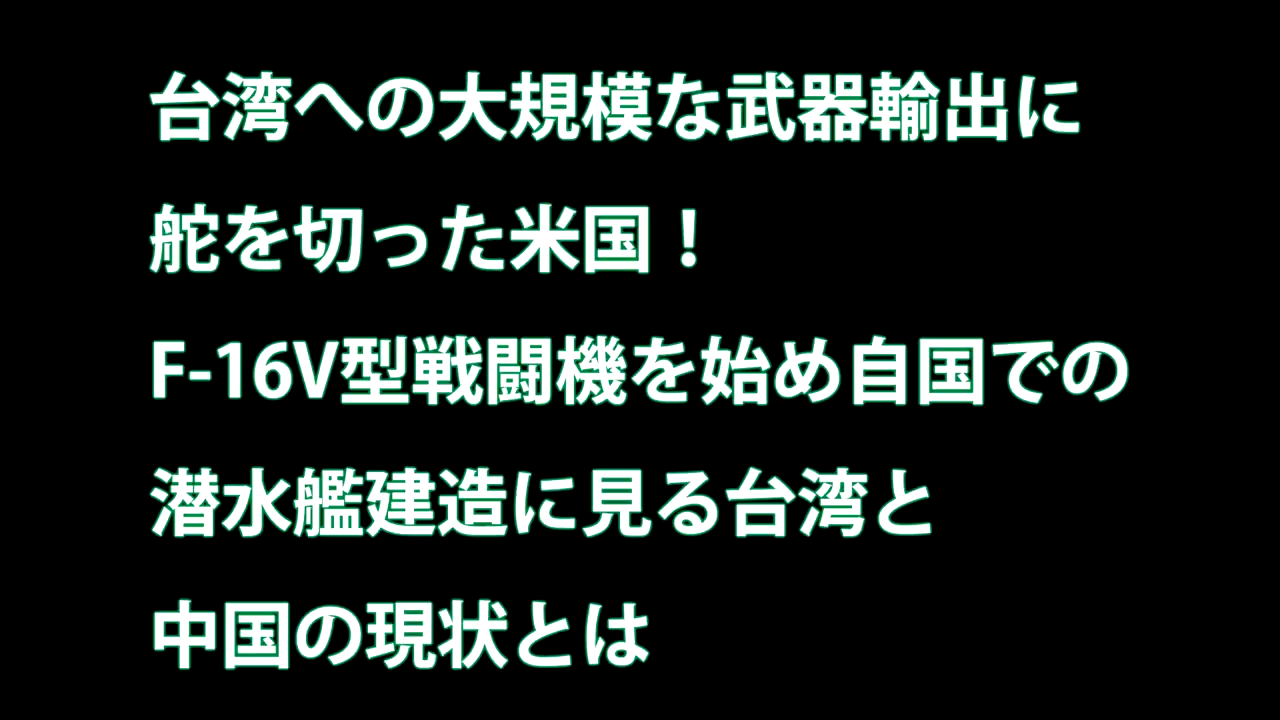 台湾への大規模な武器輸出に
舵を切った米国！
F-16V型戦闘機を始め自国での
潜水艦建造に見る台湾と
中国の現状とは